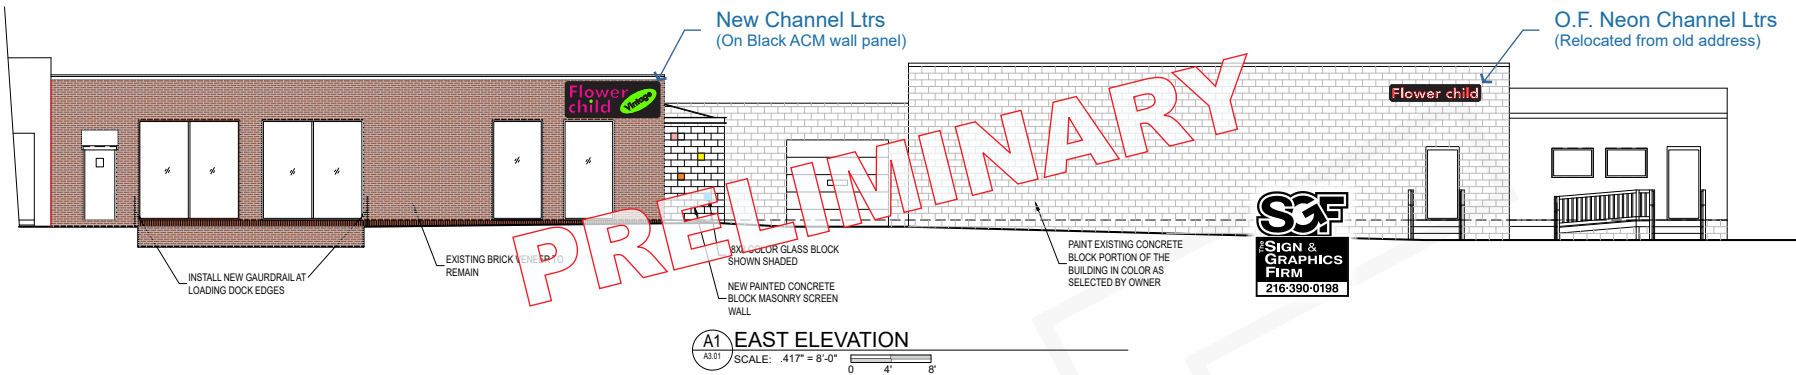 New Channel Ltrs
(On Black ACM wall panel)
O.F. Neon Channel Ltrs
(Relocated from old address)
Flower
child
Vintage
Flower child
PRELIMINARY
INSTALL NEW GAURDRAIL AT
LOADING DOCK EDGES
EXISTING BRICK VENEER TO
REMAIN
8X8 COLOR GLASS BLOCK
SHOWN SHADED
NEW PAINTED CONCRETE
BLOCK MASONRY SCREEN
WALL
PAINT EXISTING CONCRETE
BLOCK PORTION OF THE
BUILDING IN COLOR AS
SELECTED BY OWNER
SGF
The SIGN &
GRAPHICS
FIRM
216-390-0198
A1
A3.01
EAST ELEVATION
SCALE: .417" = 8'-0"
0 4' 8'